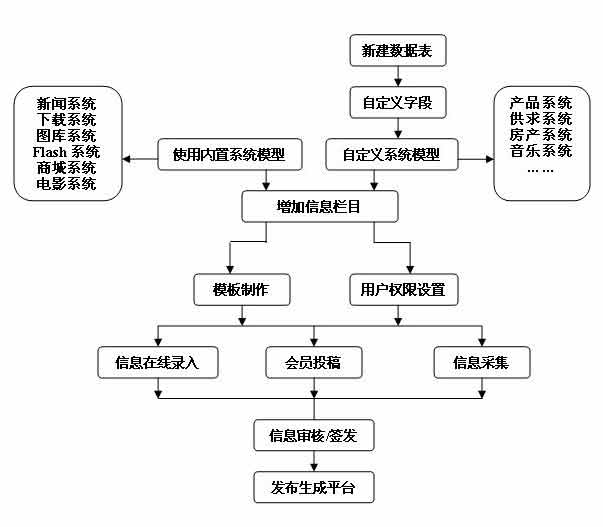 新建数据表
自定义字段
新闻系统
下载系统
图库系统
Flash 系统
商城系统
电影系统
使用内置系统模型
自定义系统模型
产品系统
供求系统
房产系统
音乐系统
... ...
增加信息栏目
模板制作
用户权限设置
信息在线录入
会员投稿
信息采集
信息审核/签发
发布生成平台